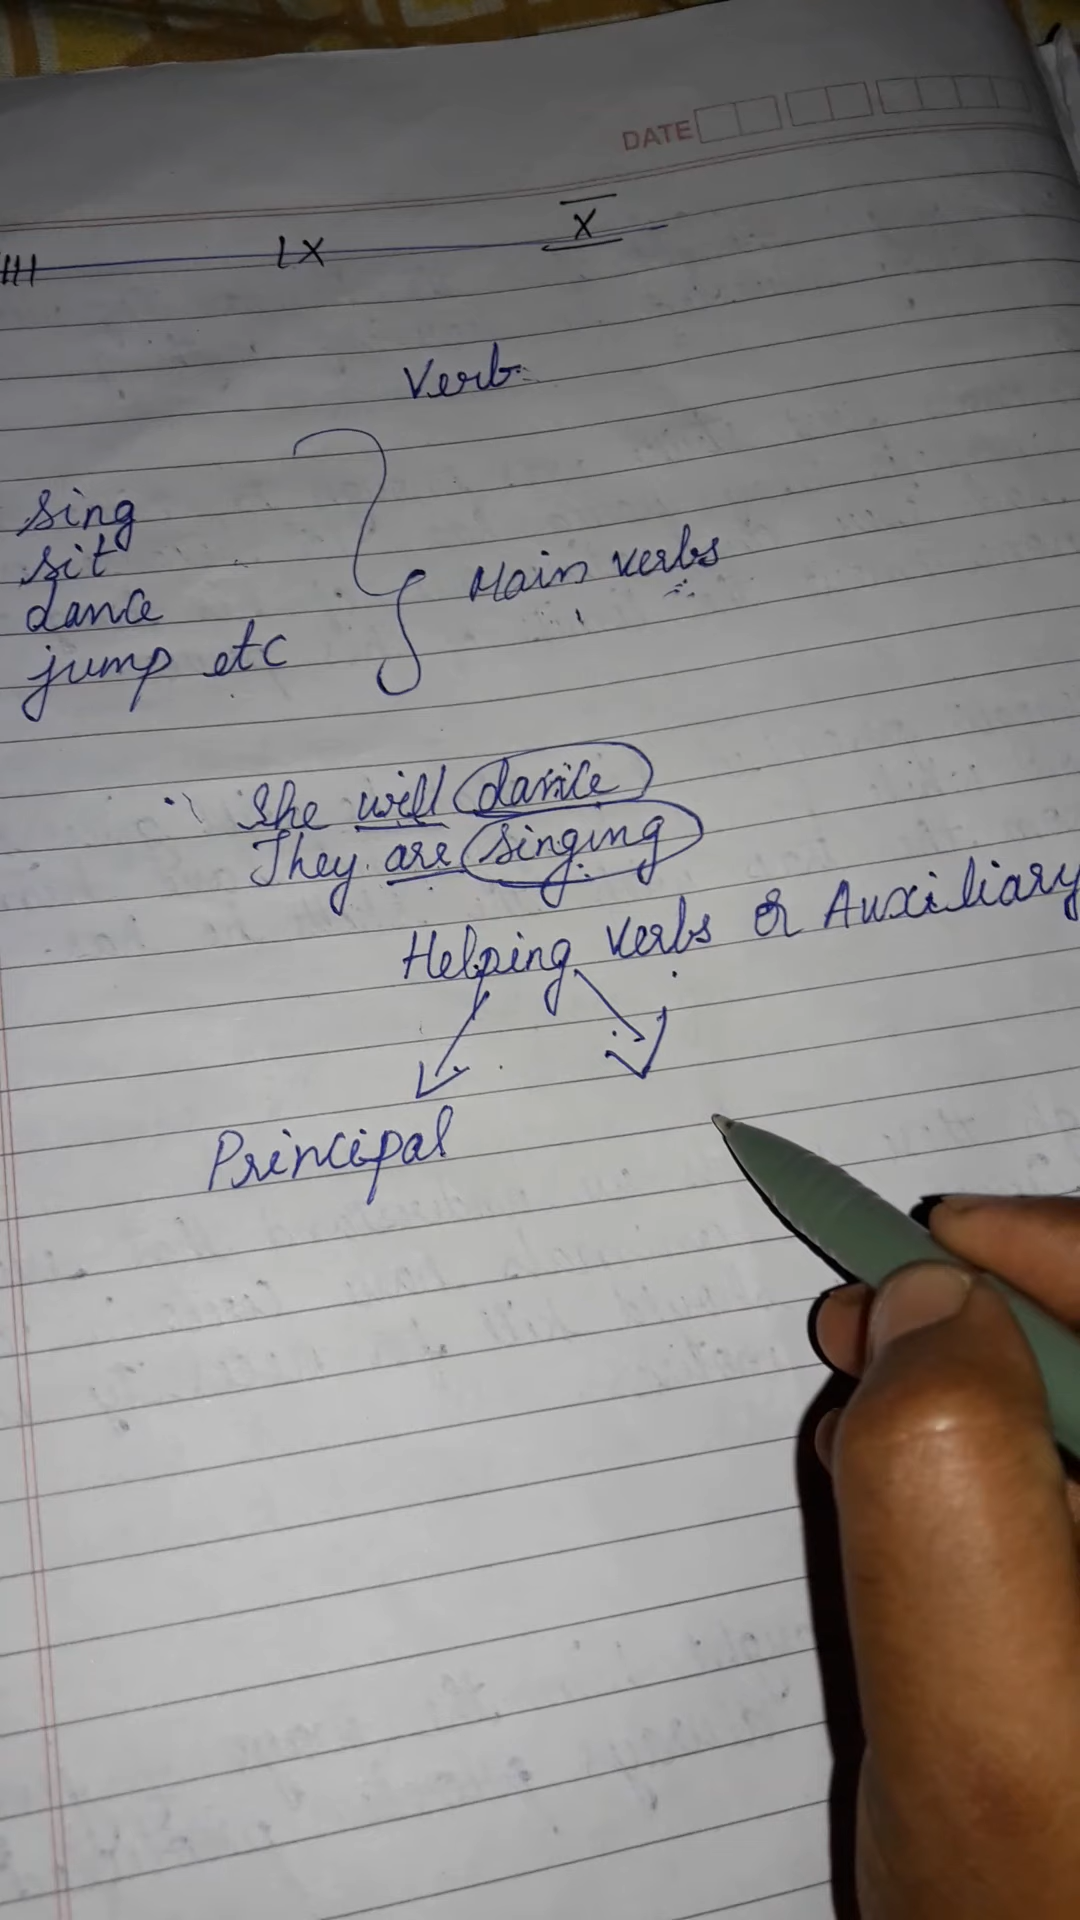 DATE
III IX X
Verb
sing
sit
dance
jump etc
Main verbs
She will dance
They are singing
Helping verbs or Auxiliary
Principal